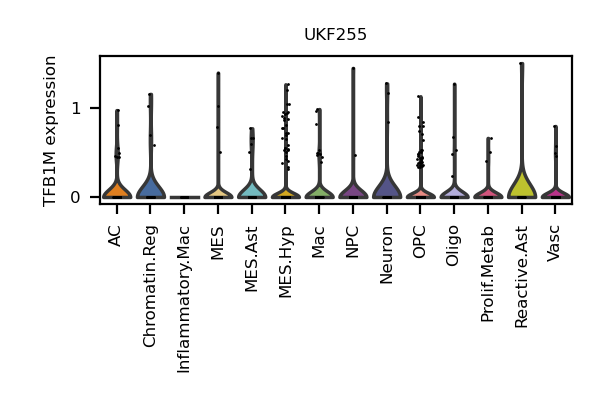 UKF255
TFB1M expression
1
0
AC
Chromatin.Reg
Inflammatory.Mac
MES
MES.Ast
MES.Hyp
Mac
NPC
Neuron
OPC
Oligo
Prolif.Metab
Reactive.Ast
Vasc